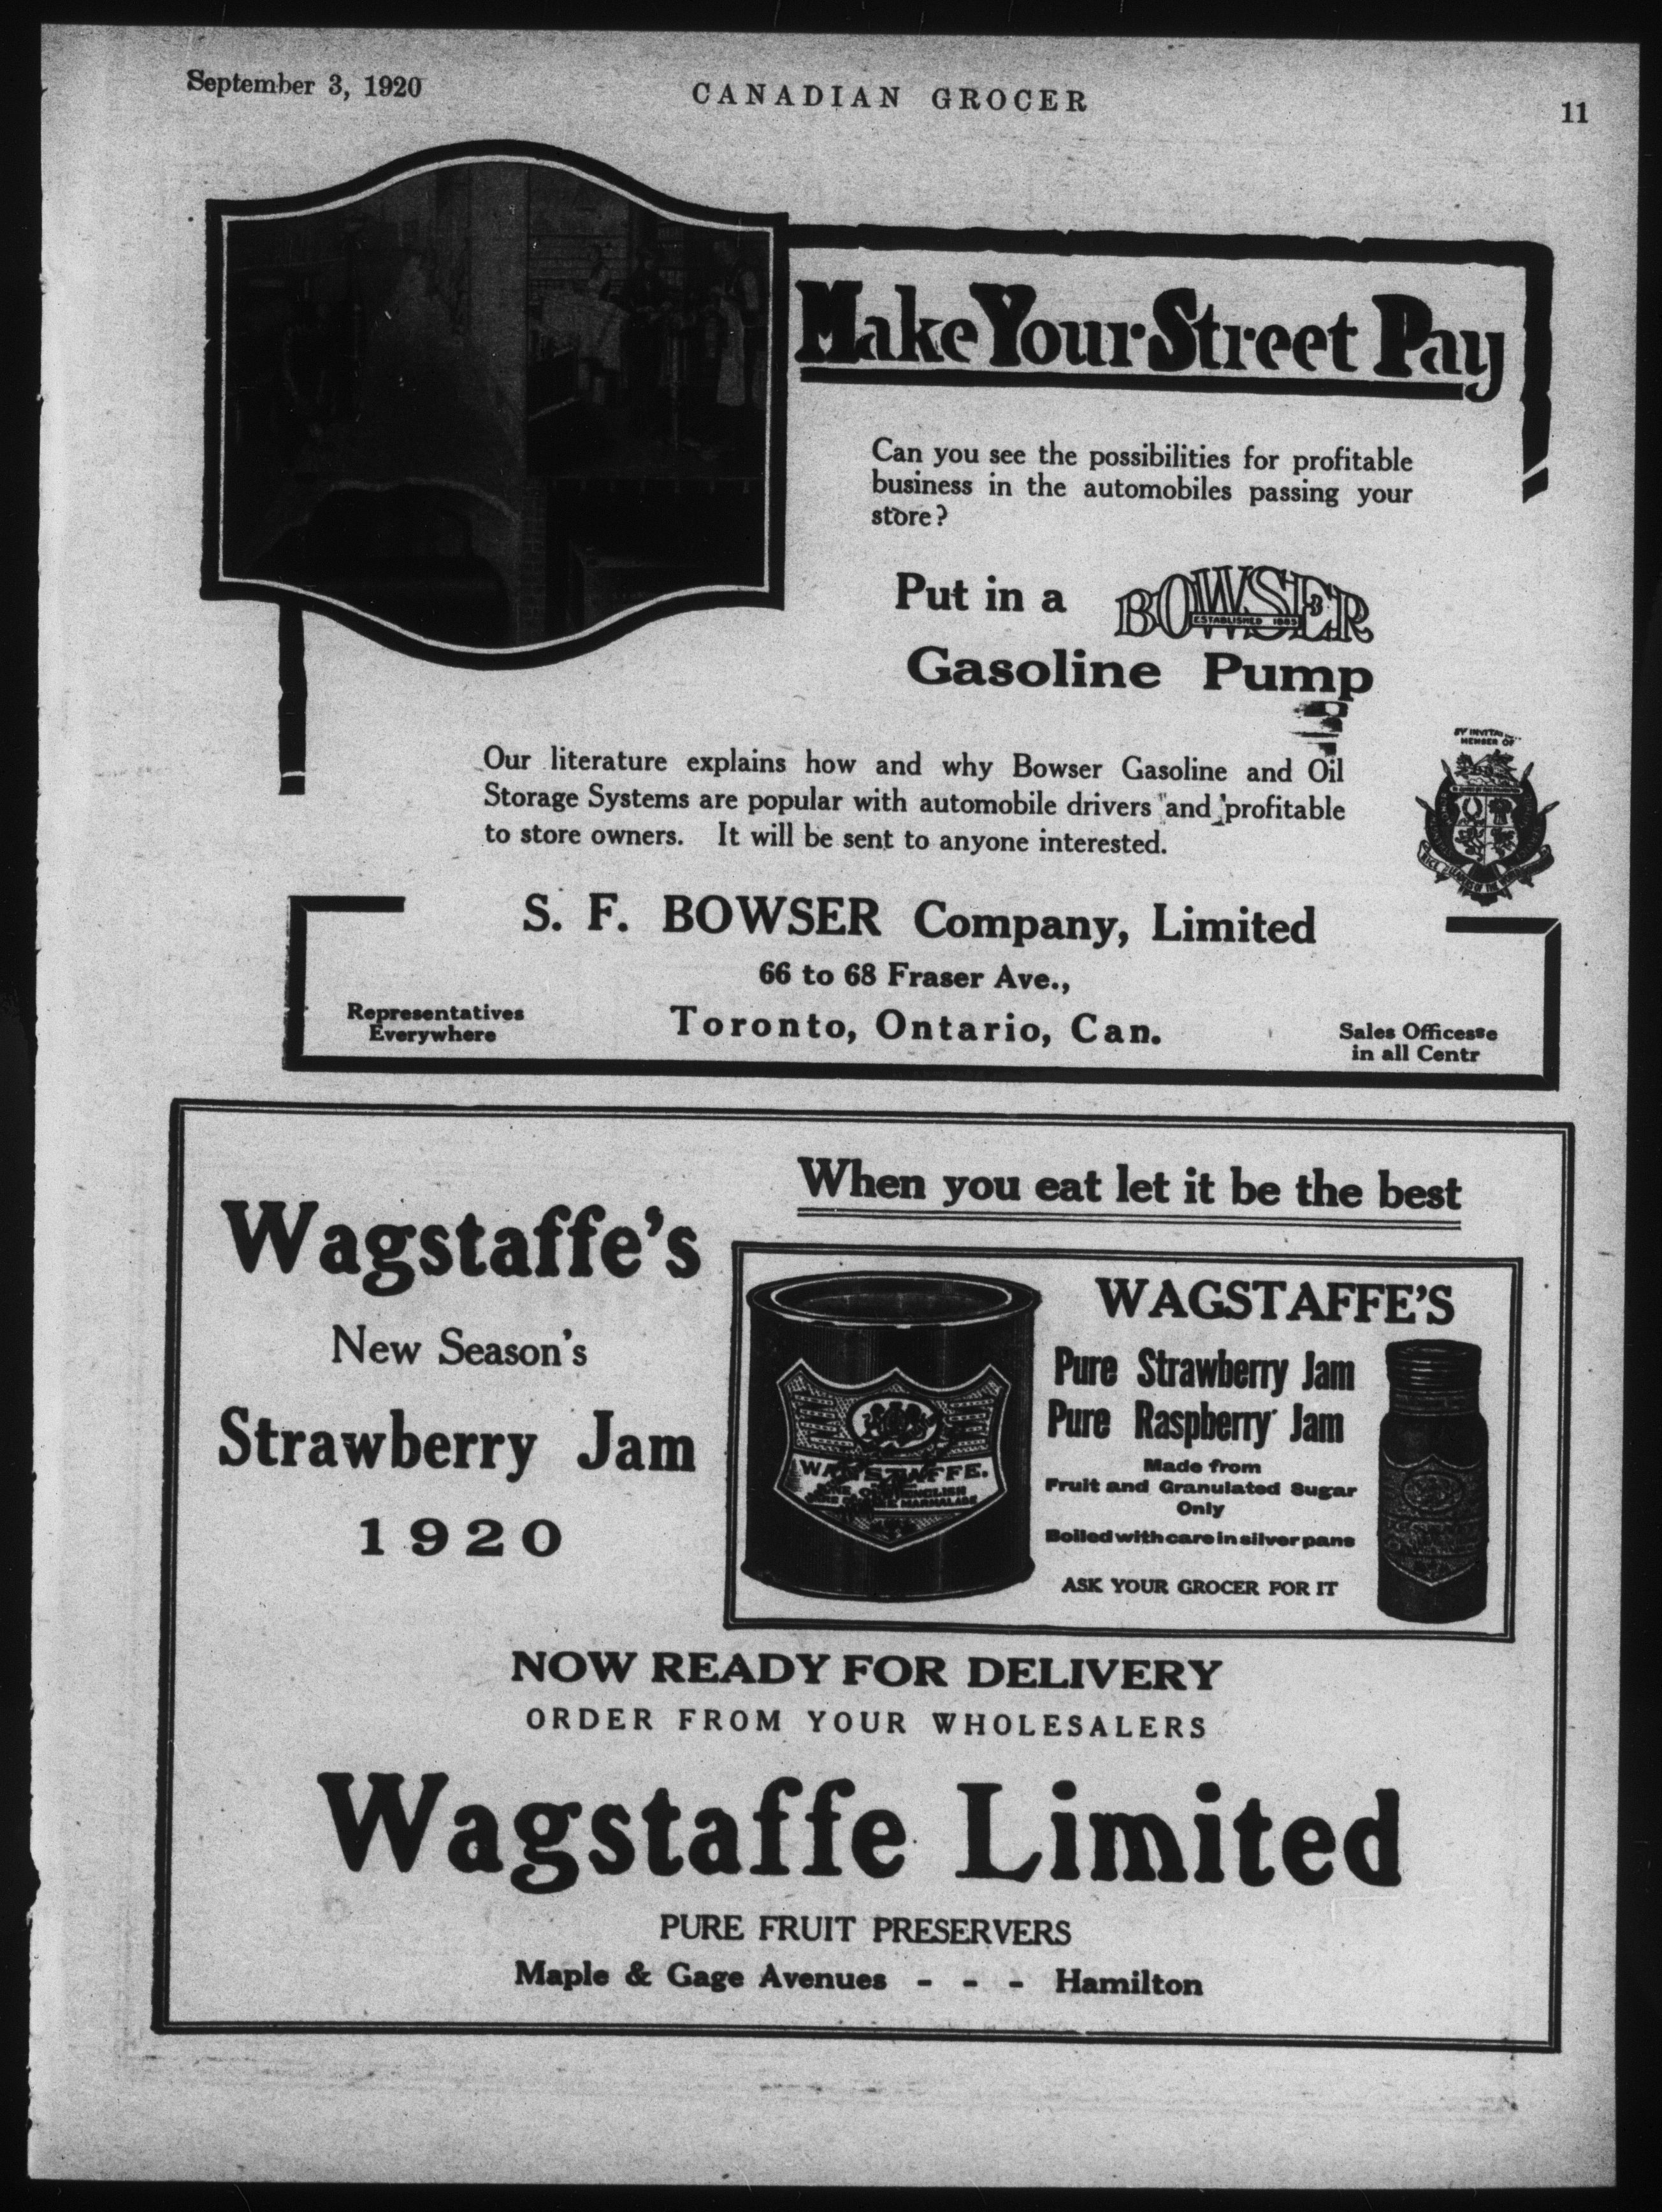 September 3, 1920
CANADIAN GROCER
11
Make Your Street Pay
Can you see the possibilities for profitable
business in the automobiles passing your
store?
Put in a BOWSER
ESTABLISHED 1885
Gasoline Pump
Our literature explains how and why Bowser Gasoline and Oil
Storage Systems are popular with automobile drivers and profitable
to store owners. It will be sent to anyone interested.
MEMBER OF
S. F. BOWSER Company, Limited
66 to 68 Fraser Ave.,
Toronto, Ontario, Can.
Representatives
Everywhere
Sales Officesse
in all Centr
When you eat let it be the best
Wagstaffe's
New Season's
Strawberry Jam
1920
WAGSTAFFE.
WAGSTAFFE'S
Pure Strawberry Jam
Pure Raspberry Jam
Made from
Fruit and Granulated Sugar
Only
Boiled with care in silver pans
ASK YOUR GROCER FOR IT
NOW READY FOR DELIVERY
ORDER FROM YOUR WHOLESALERS
Wagstaffe Limited
PURE FRUIT PRESERVERS
Maple & Gage Avenues - - - Hamilton